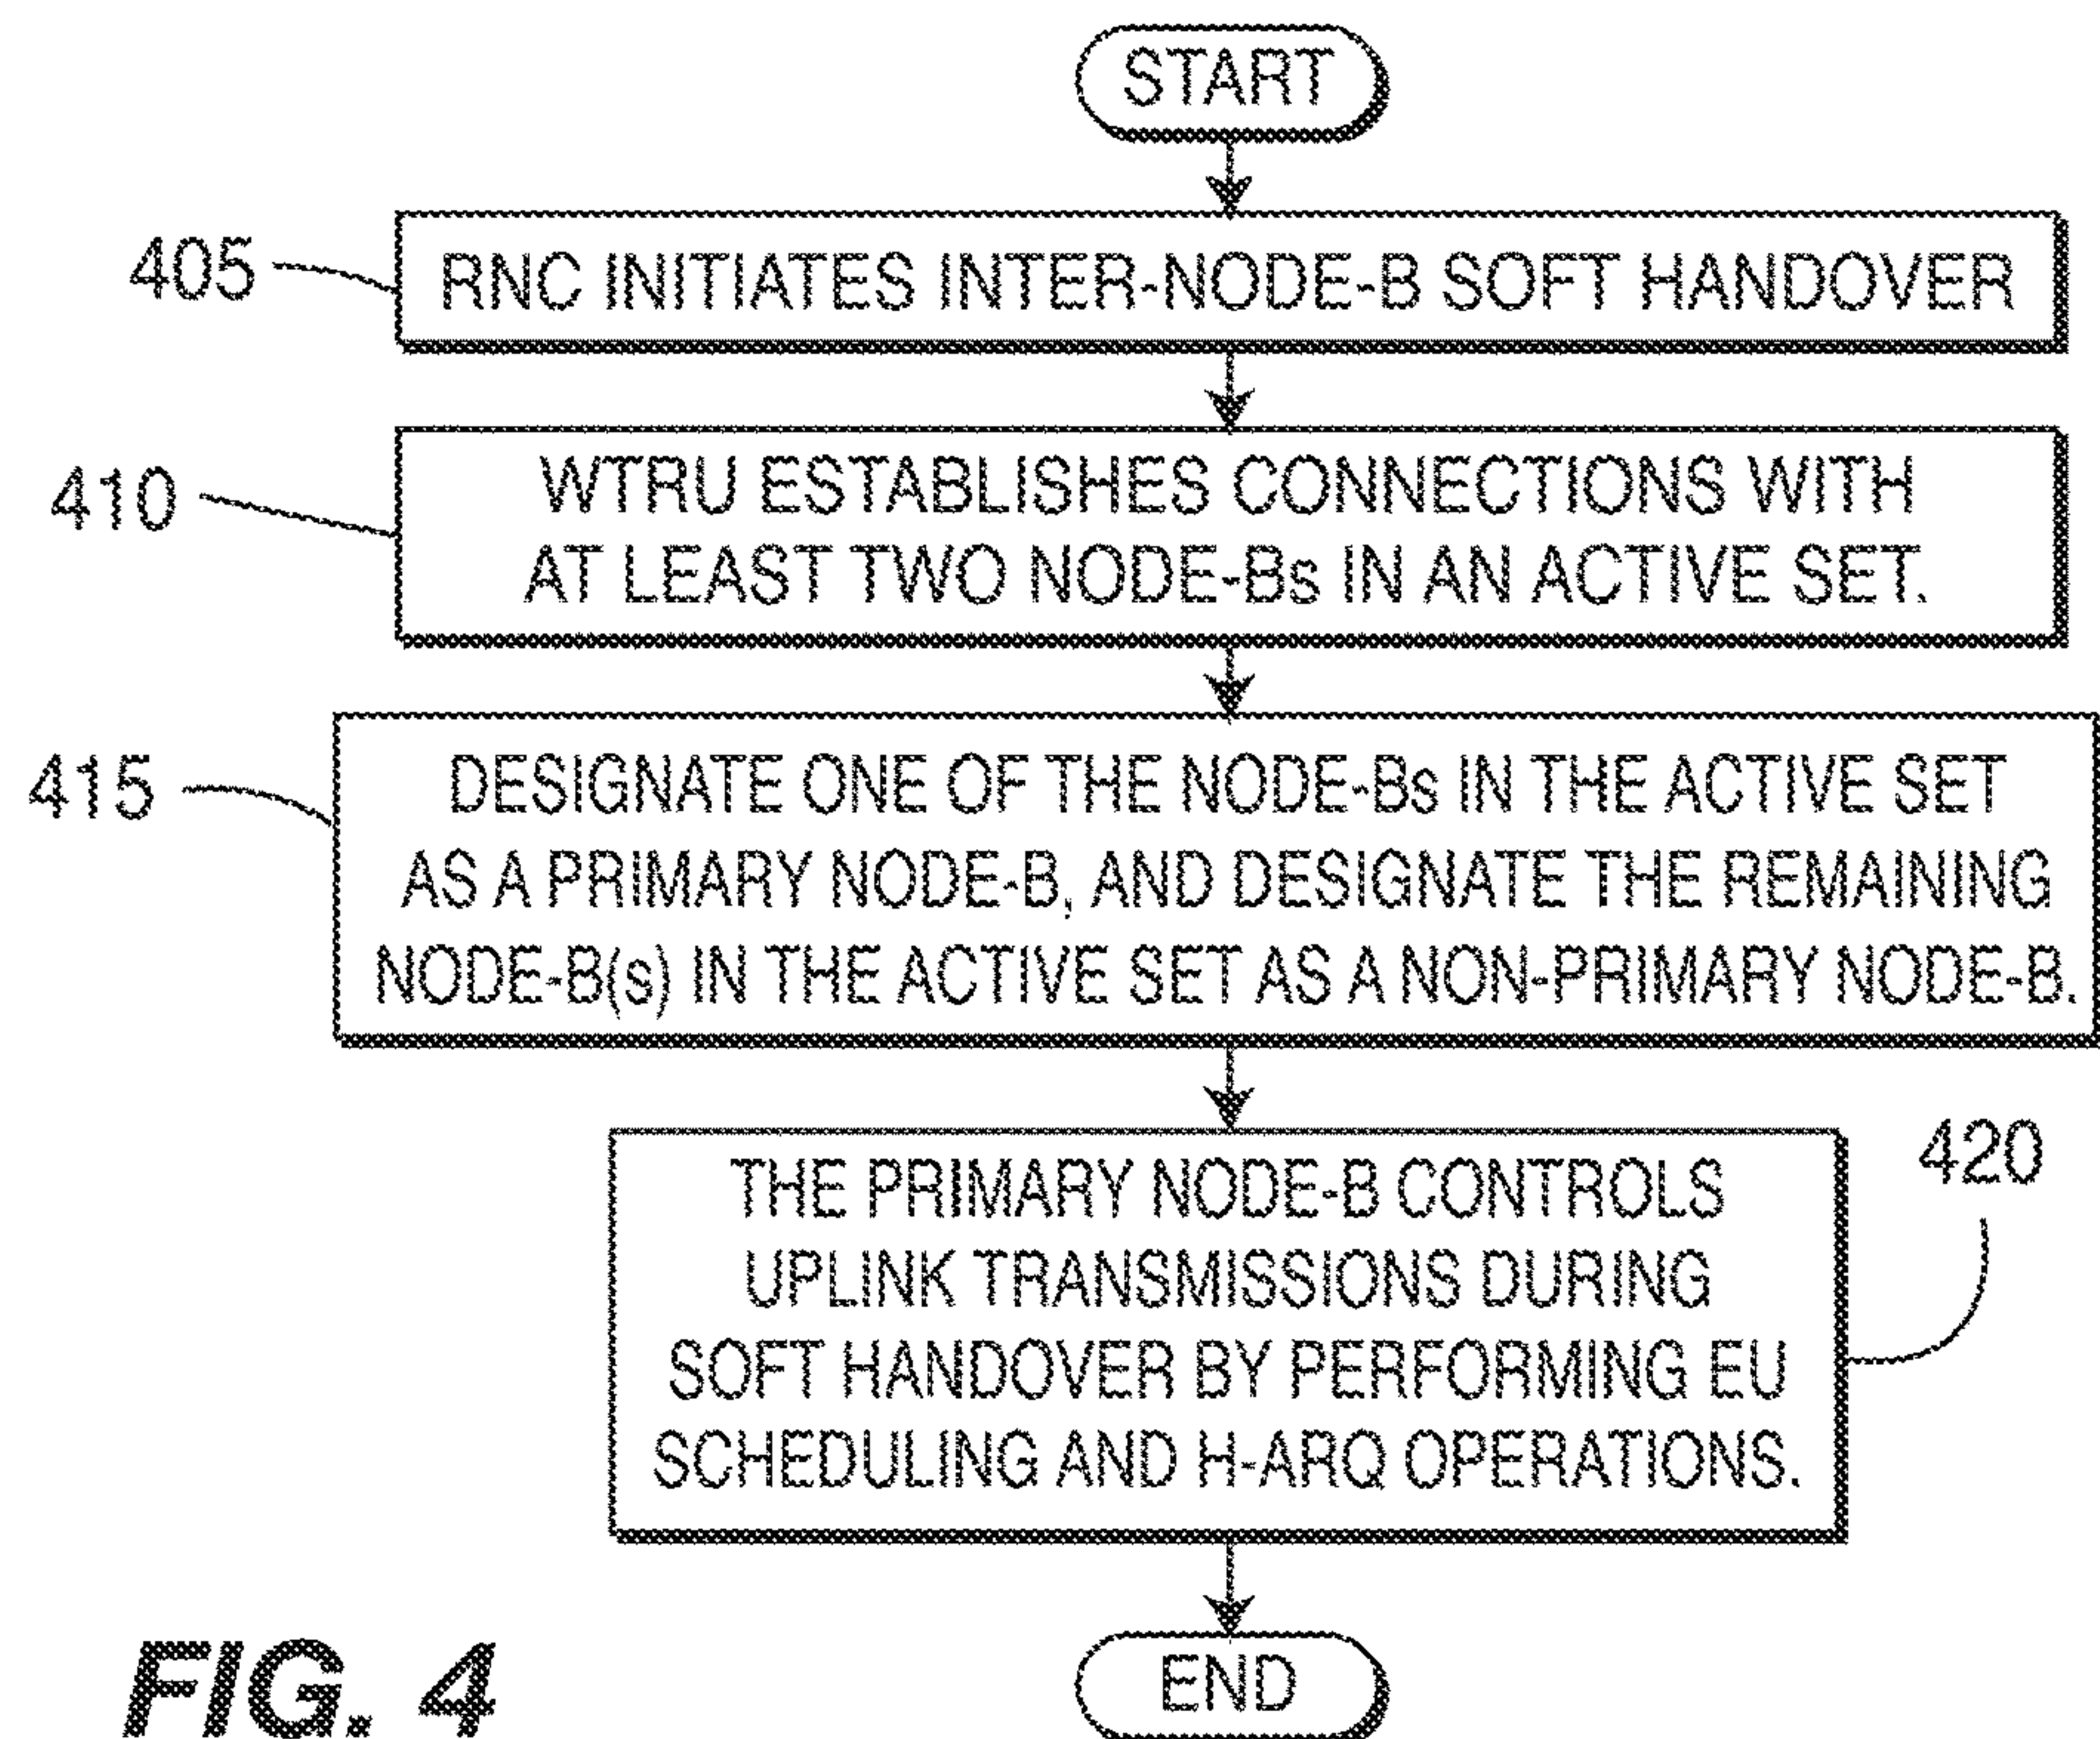 START
405
RNC INITIATES INTER-NODE-B SOFT HANDOVER
410
WTRU ESTABLISHES CONNECTIONS WITH
AT LEAST TWO NODE-Bs IN AN ACTIVE SET.
415
DESIGNATE ONE OF THE NODE-Bs IN THE ACTIVE SET
AS A PRIMARY NODE-B, AND DESIGNATE THE REMAINING
NODE-B(s) IN THE ACTIVE SET AS A NON-PRIMARY NODE-B.
420
THE PRIMARY NODE-B CONTROLS
UPLINK TRANSMISSIONS DURING
SOFT HANDOVER BY PERFORMING EU
SCHEDULING AND H-ARQ OPERATIONS.
END
FIG. 4